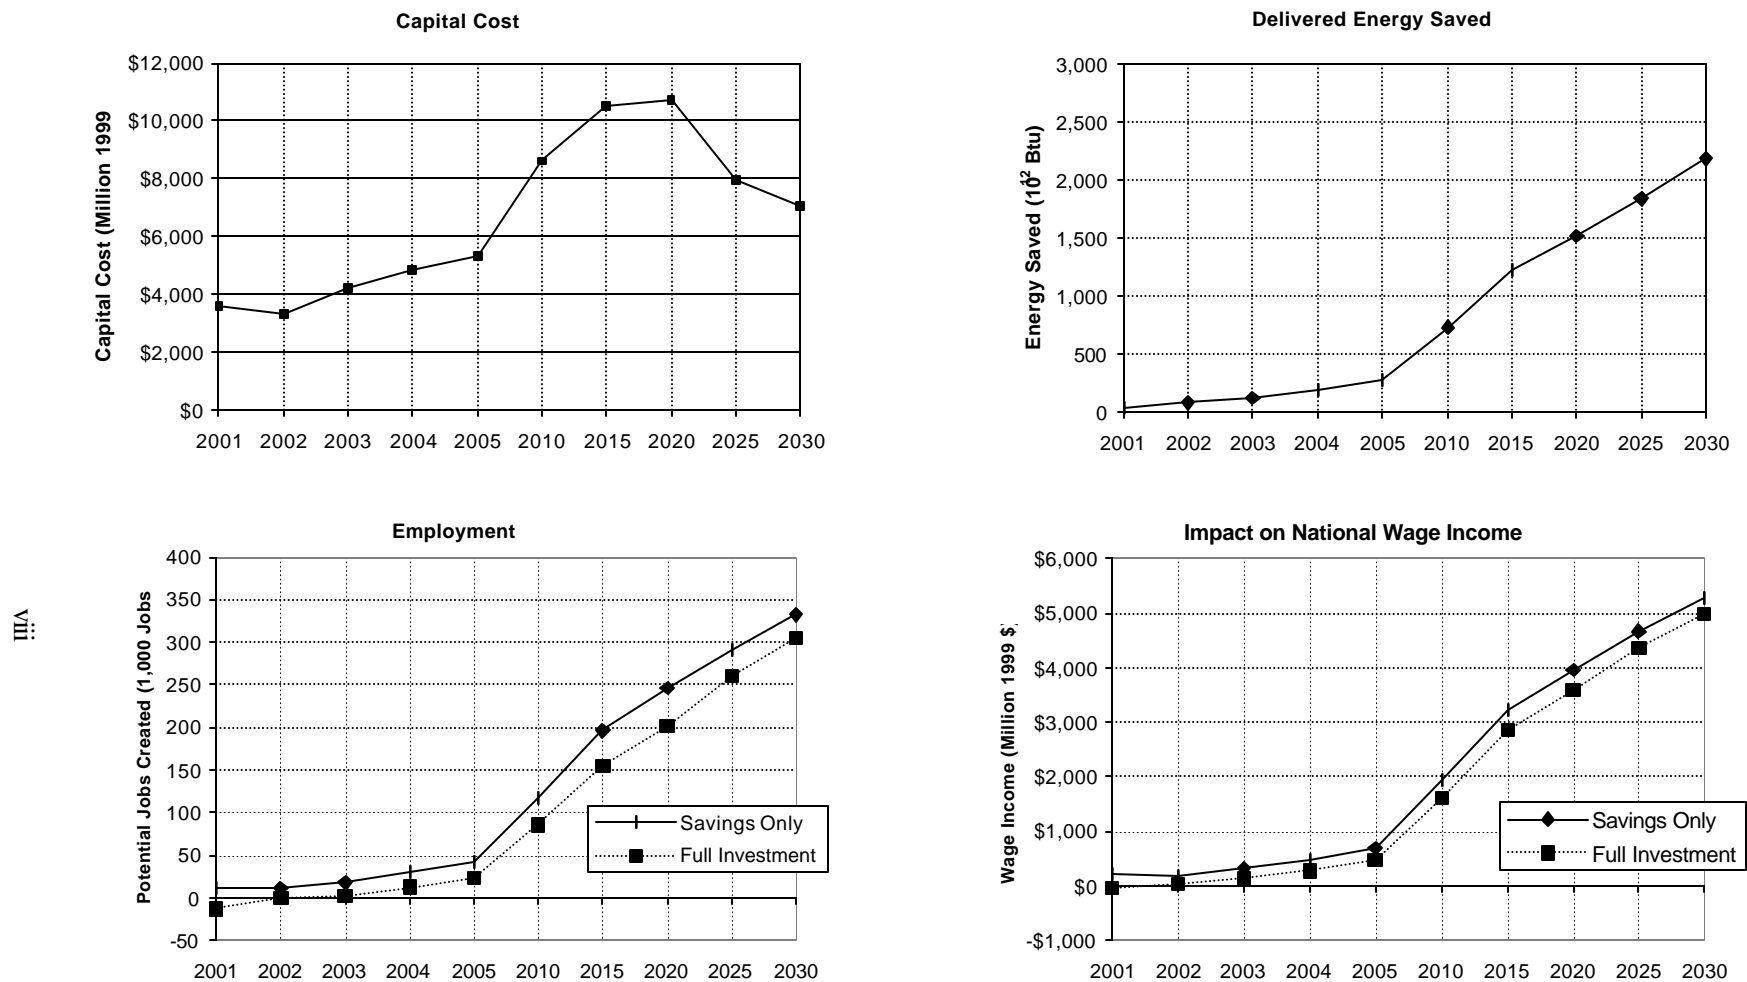 Capital Cost
Capital Cost (Million 1999
$12,000
$10,000
$8,000
$6,000
$4,000
$2,000
$0
2001 2002 2003 2004 2005 2010 2015 2020 2025 2030
Delivered Energy Saved
Energy Saved (10^12 Btu)
3,000
2,500
2,000
1,500
1,000
500
0
2001 2002 2003 2004 2005 2010 2015 2020 2025 2030
Employment
Potential Jobs Created (1,000 Jobs
400
350
300
250
200
150
100
50
0
-50
2001 2002 2003 2004 2005 2010 2015 2020 2025 2030
Savings Only
Full Investment
Impact on National Wage Income
Wage Income (Million 1999 $)
$6,000
$5,000
$4,000
$3,000
$2,000
$1,000
$0
-$1,000
2001 2002 2003 2004 2005 2010 2015 2020 2025 2030
Savings Only
Full Investment
viii